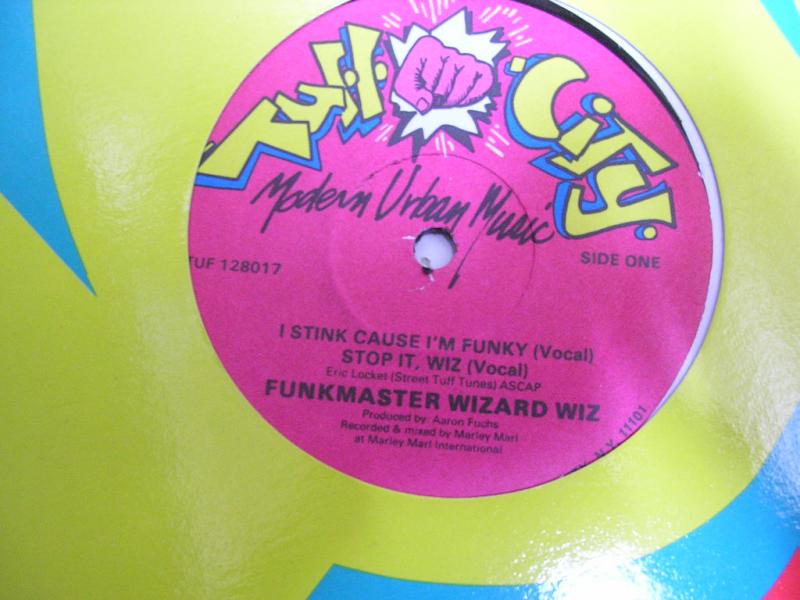 Tuff City
Modern Urban Music
TUF 128017
SIDE ONE
I STINK CAUSE I'M FUNKY (Vocal)
STOP IT, WIZ (Vocal)
Eric Locket (Street Tuff Tunes) ASCAP
FUNKMASTER WIZARD WIZ
Produced by: Aaron Fuchs
Recorded & mixed by Marley Marl
at Marley Marl International
N.Y. 11101